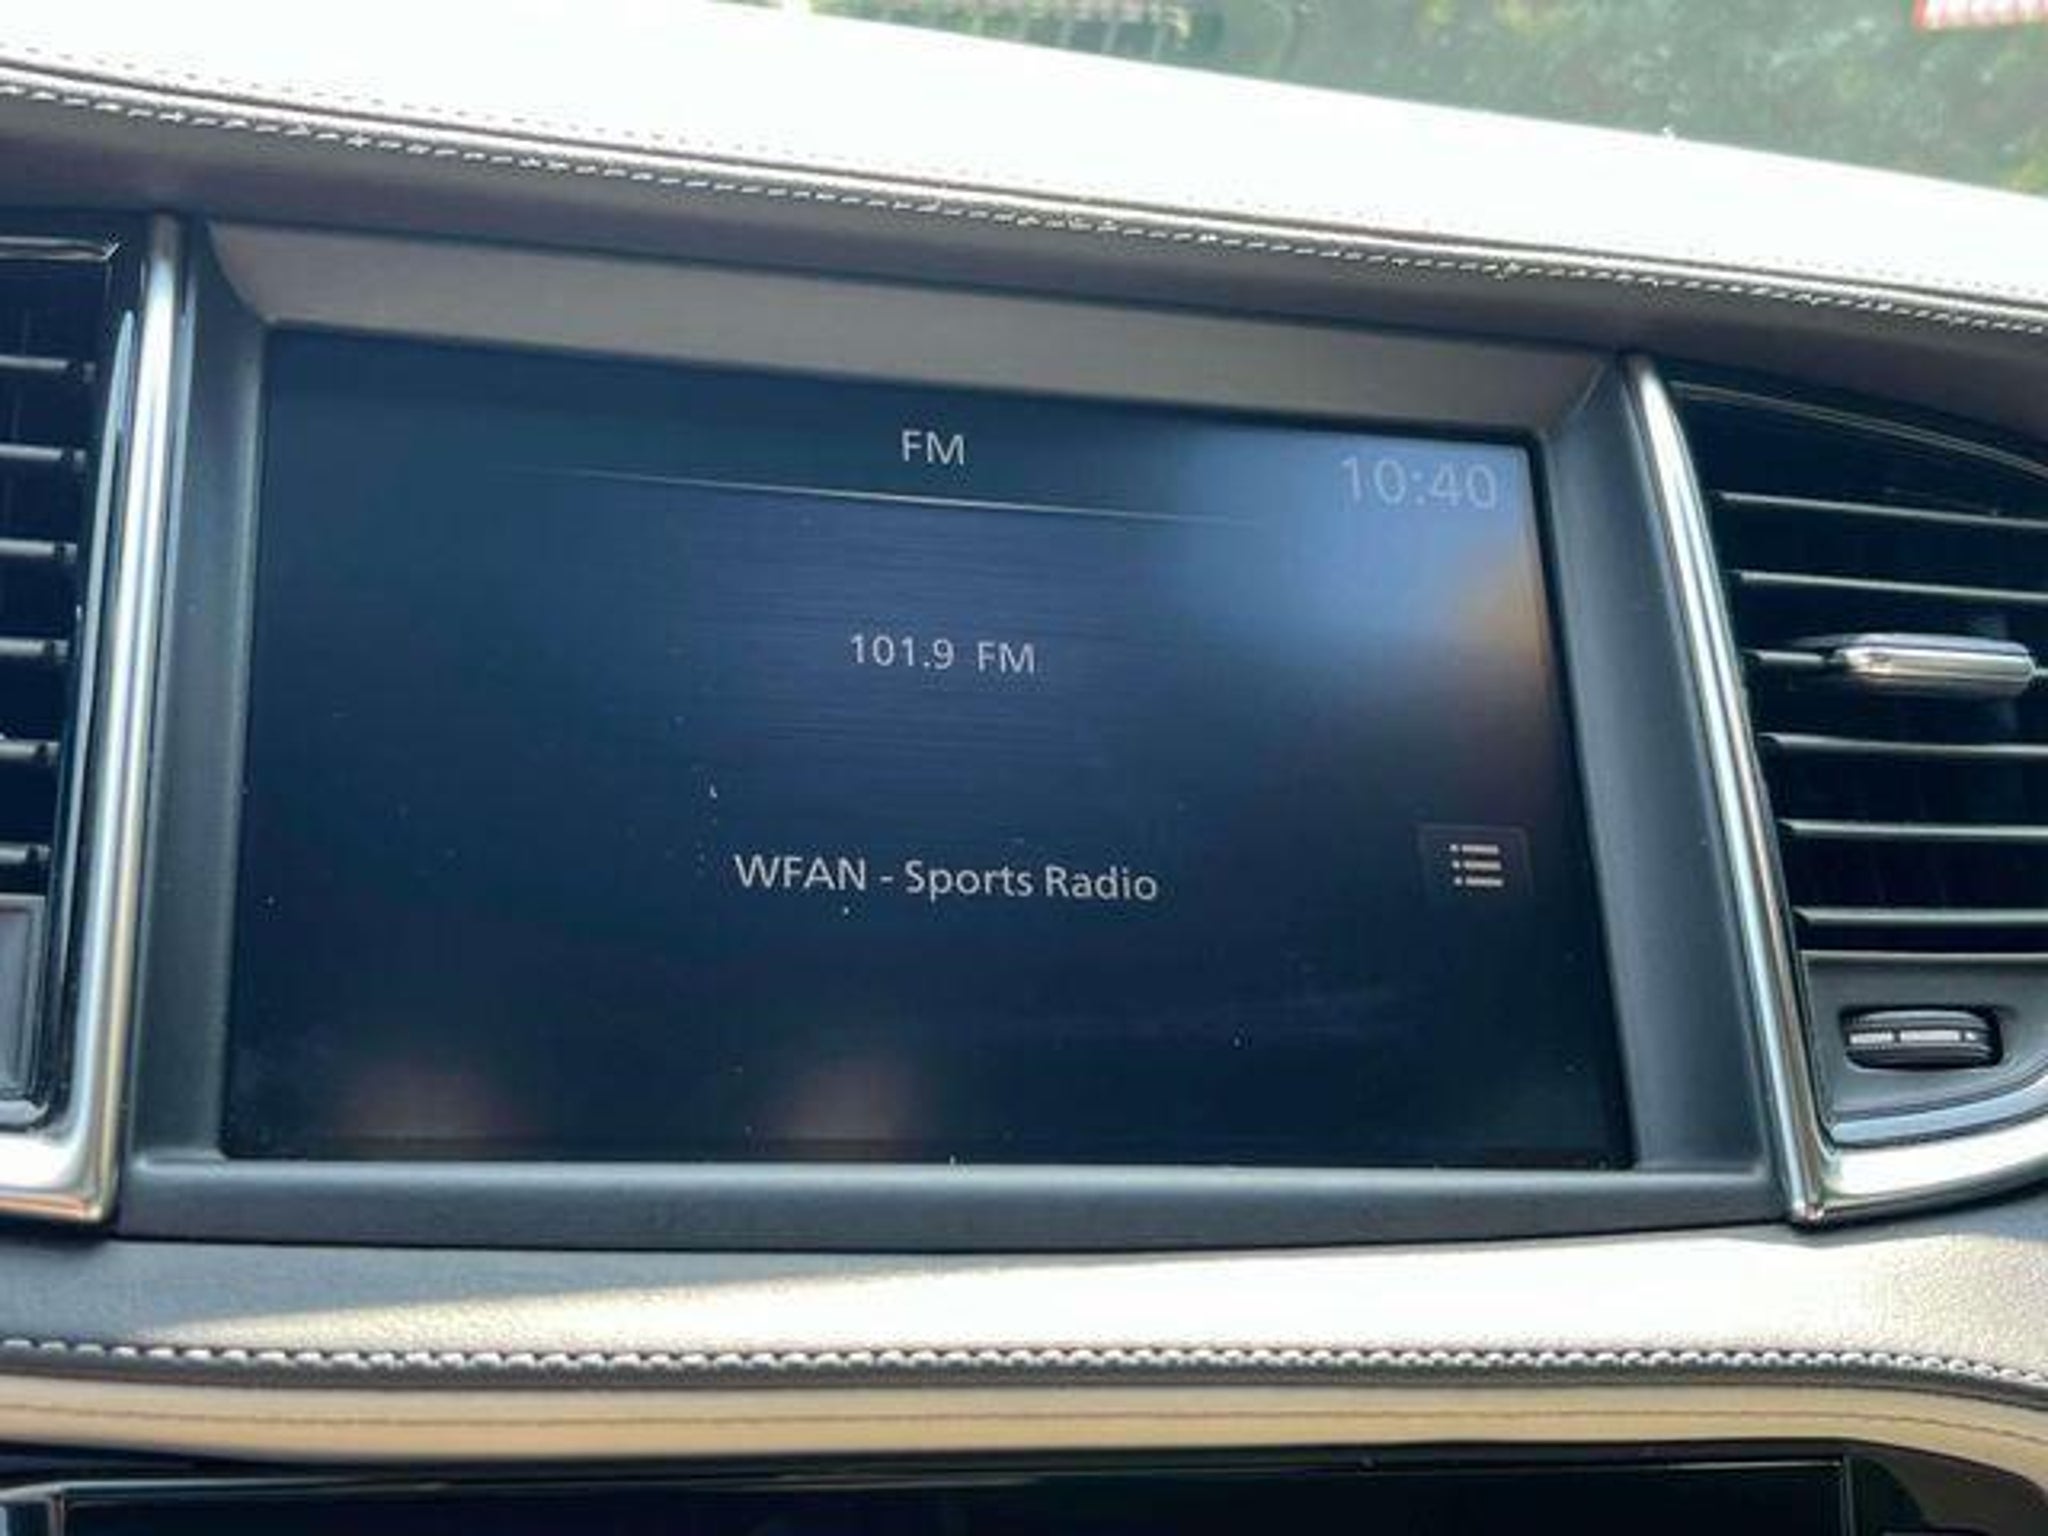 FM
10:40
101.9 FM
WFAN - Sports Radio